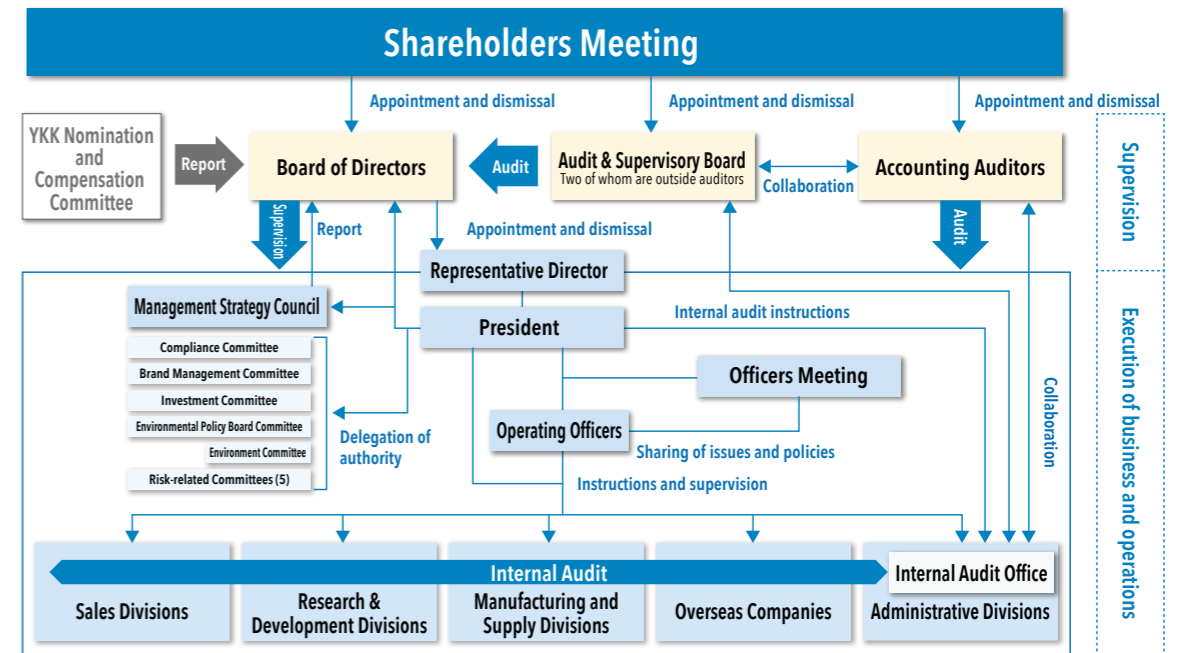 Shareholders Meeting
Appointment and dismissal
Appointment and dismissal
Appointment and dismissal
YKK Nomination
and
Compensation
Committee
Report
Board of Directors
Audit
Audit & Supervisory Board
Two of whom are outside auditors
Collaboration
Accounting Auditors
Supervision
Supervision
Report
Appointment and dismissal
Audit
Representative Director
Management Strategy Council
President
Internal audit instructions
Compliance Committee
Brand Management Committee
Investment Committee
Environmental Policy Board Committee
Environment Committee
Risk-related Committees (5)
Delegation of
authority
Officers Meeting
Operating Officers
Sharing of issues and policies
Instructions and supervision
Collaboration
Execution of business and operations
Internal Audit
Internal Audit Office
Sales Divisions
Research &
Development Divisions
Manufacturing and
Supply Divisions
Overseas Companies
Administrative Divisions